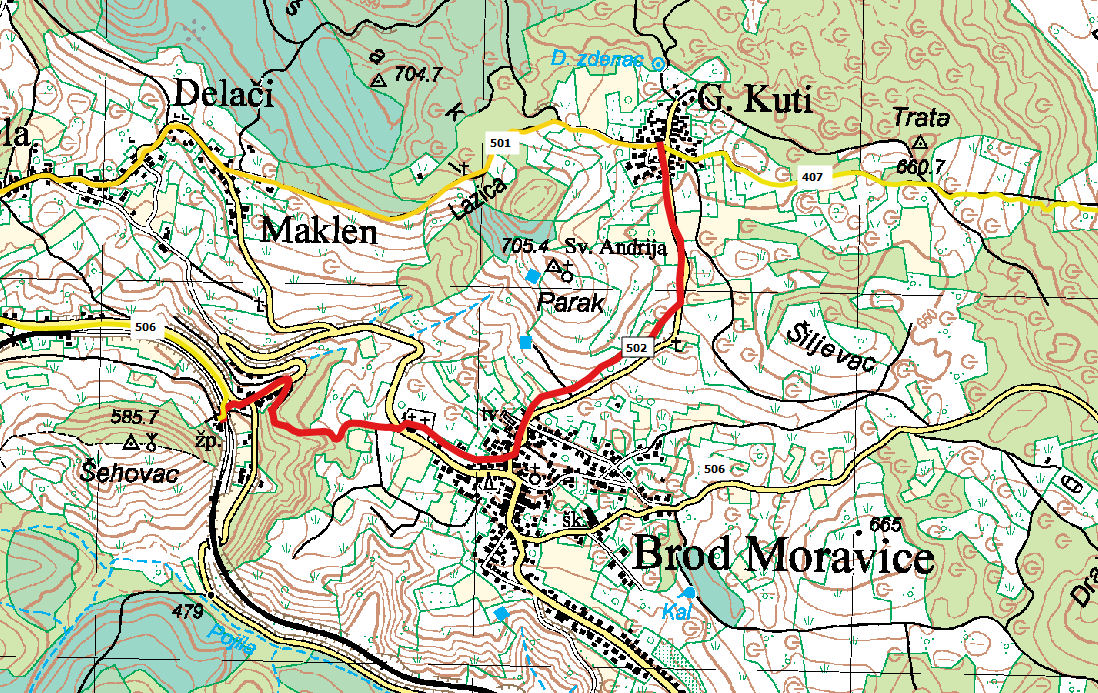 D. zdenac
704.7
Delači
G. Kuti
Trata
660.7
la
501
407
Lazica
Maklen
705.4
Sv. Andrija
Parak
506
502
Šiljevac
650
tv
585.7
žp.
Šehovac
506
šk.
665
Brod Moravice
479
Kal
Dra